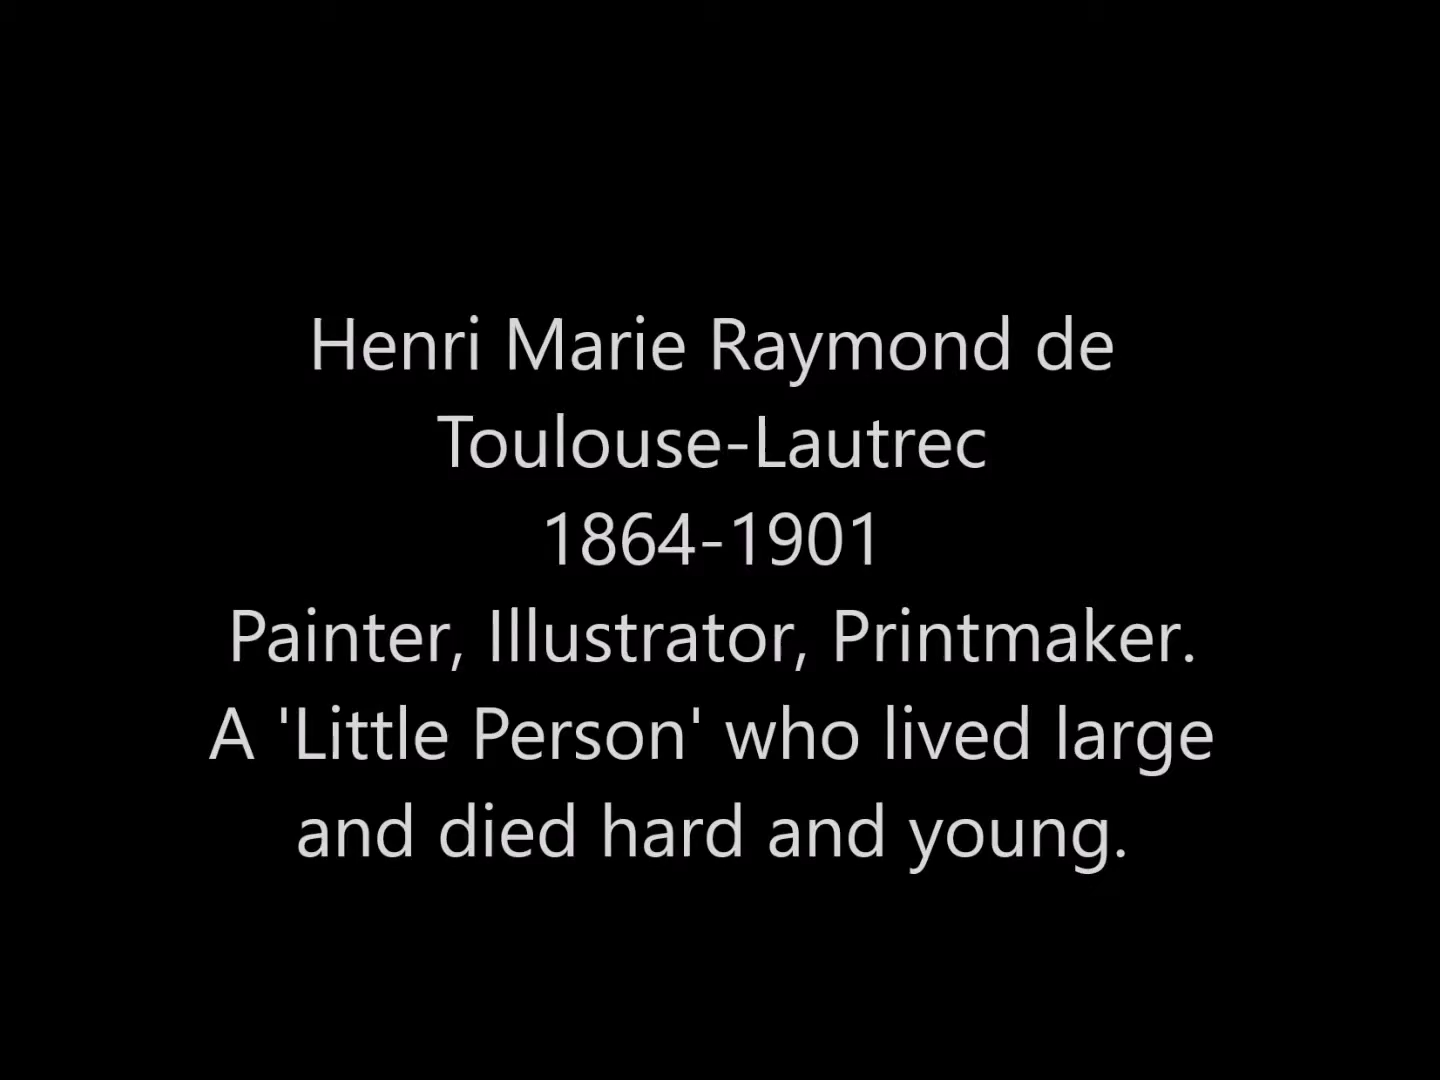 Henri Marie Raymond de
Toulouse-Lautrec
1864-1901
Painter, Illustrator, Printmaker.
A 'Little Person' who lived large
and died hard and young.